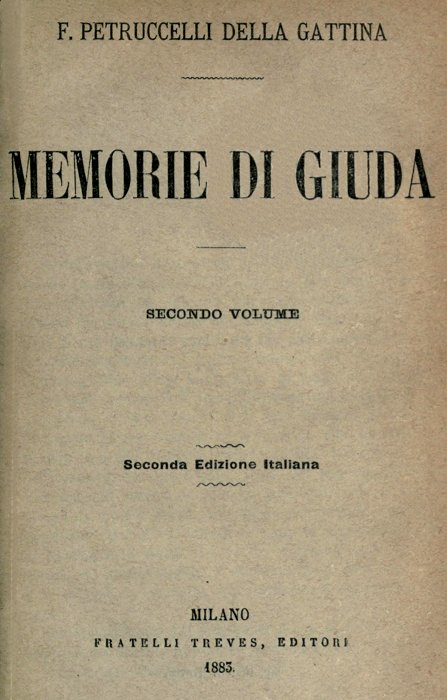 F. PETRUCCELLI DELLA GATTINA
MEMORIE DI GIUDA
SECONDO VOLUME
Seconda Edizione Italiana
MILANO
FRATELLI TREVES, EDITORI
1883.